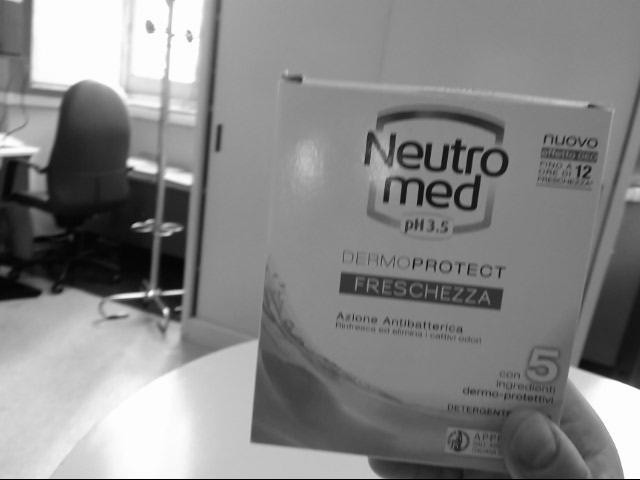 Neutro
med
pH 3.5
nuovo
effetto DEO
FINO A 12
ORE DI
FRESCHEZZA!
DERMOPROTECT
FRESCHEZZA
Azione Antibatterica
Rinfresca ed elimina i cattivi odori
con 5
ingredienti
dermo-protettivi
DETERGENTE